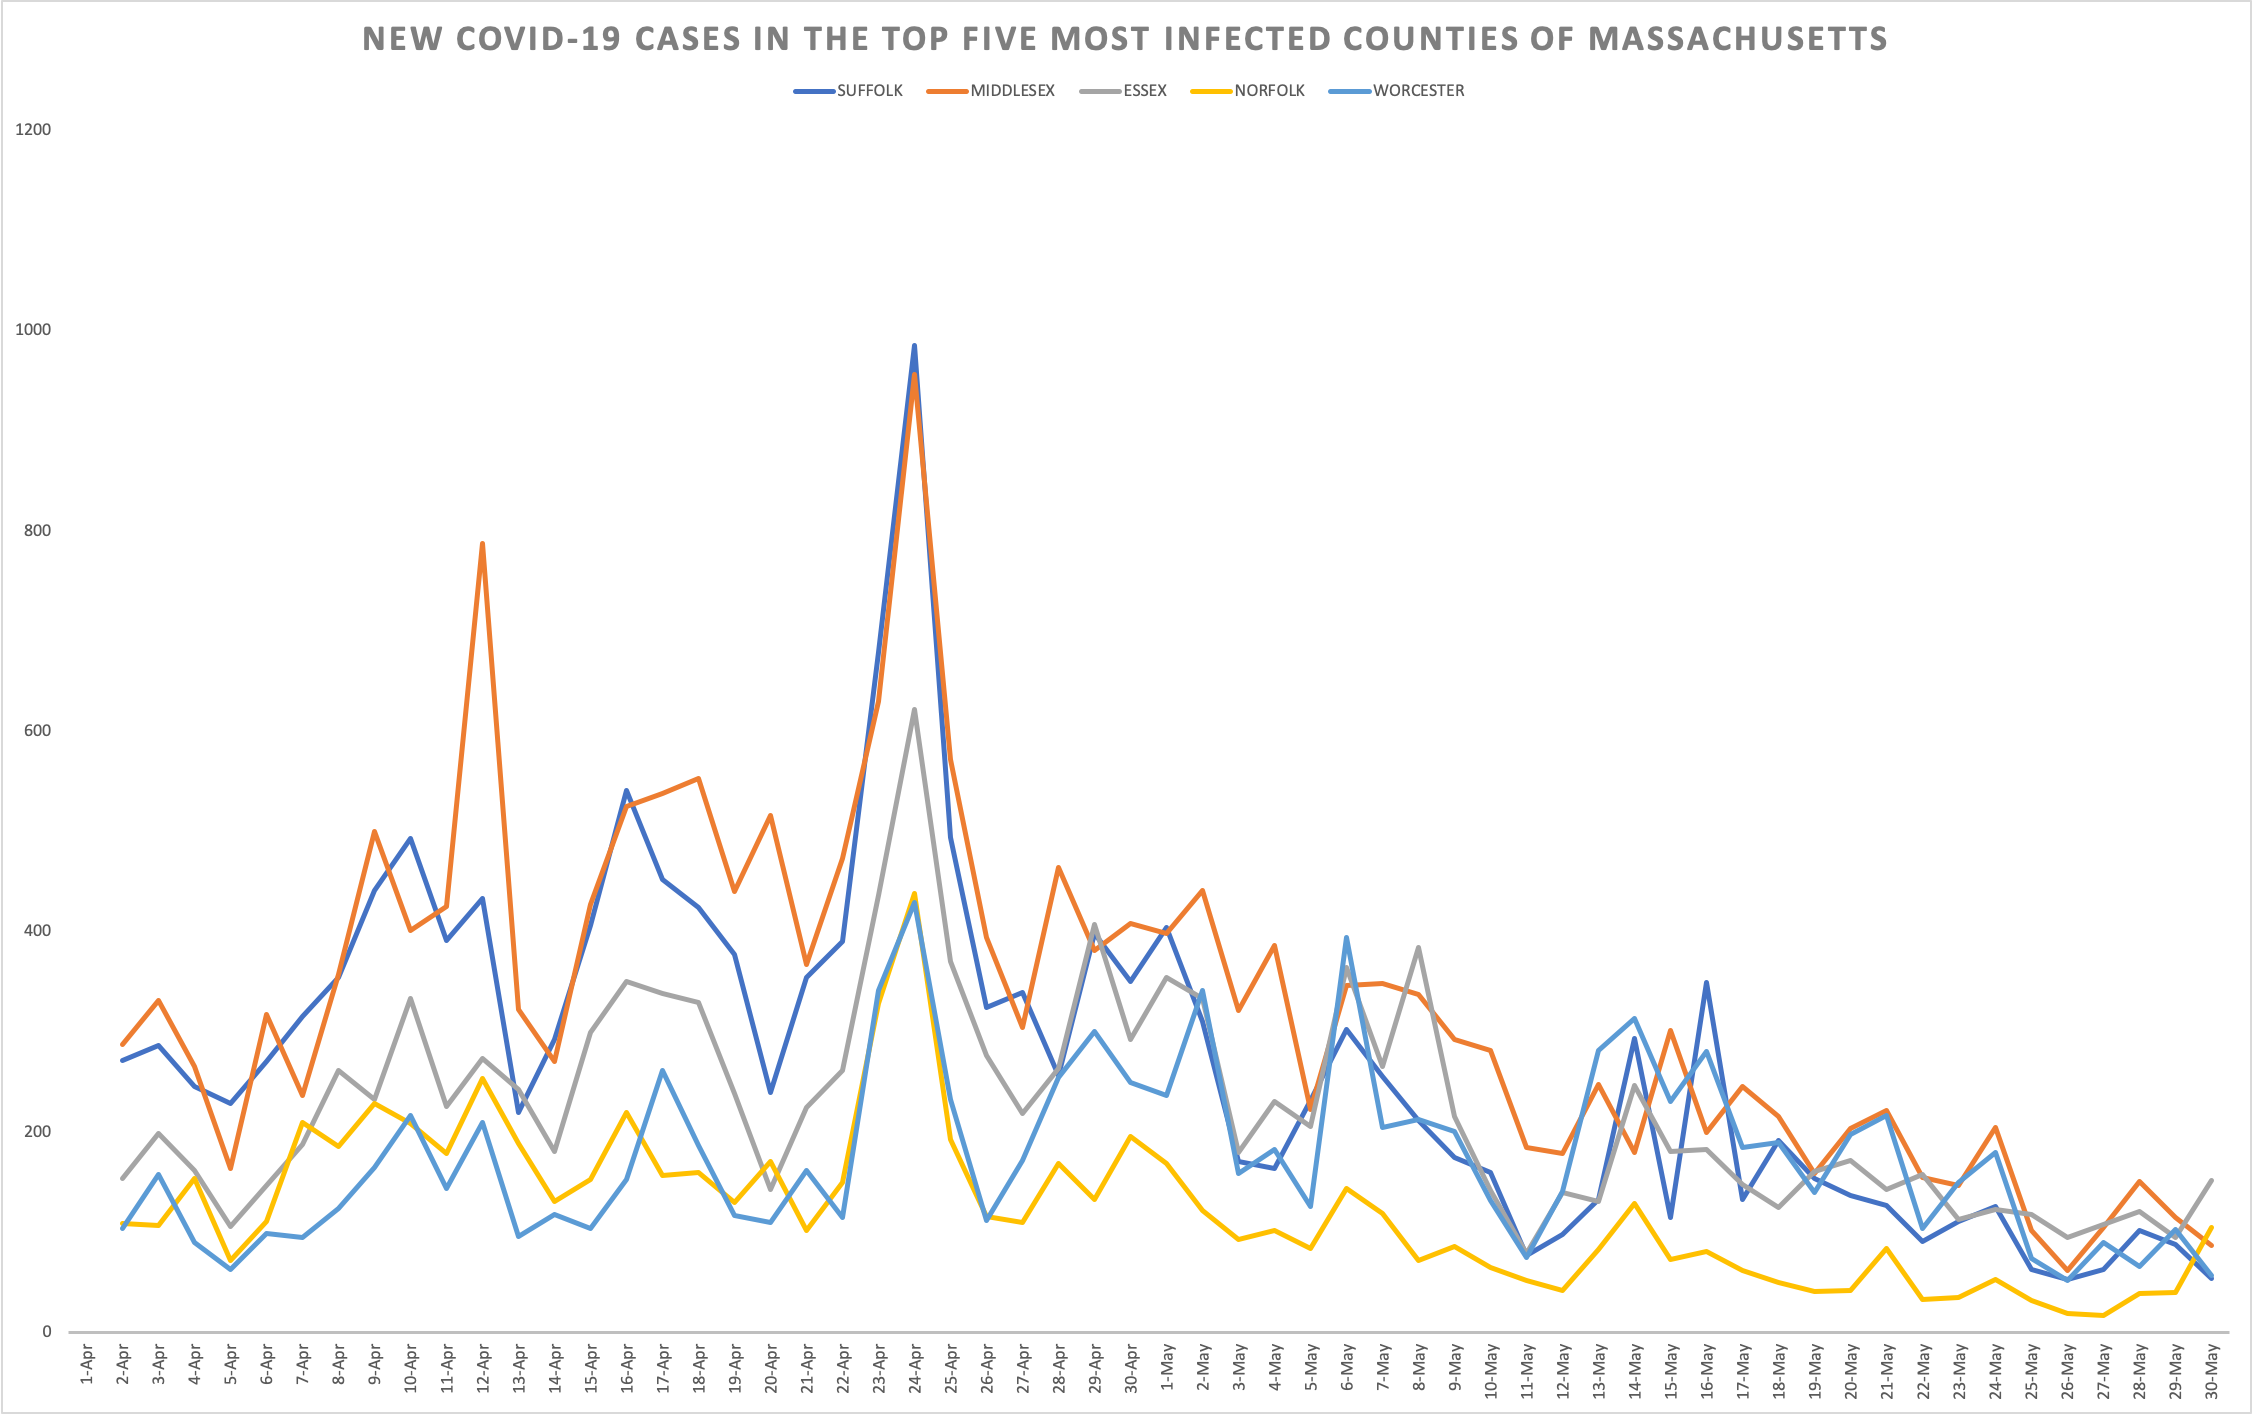 NEW COVID-19 CASES IN THE TOP FIVE MOST INFECTED COUNTIES OF MASSACHUSETTS
SUFFOLK MIDDLESEX ESSEX NORFOLK WORCESTER
1200
1000
800
600
400
200
0
1-Apr
2-Apr
3-Apr
4-Apr
5-Apr
6-Apr
7-Apr
8-Apr
9-Apr
10-Apr
11-Apr
12-Apr
13-Apr
14-Apr
15-Apr
16-Apr
17-Apr
18-Apr
19-Apr
20-Apr
21-Apr
22-Apr
23-Apr
24-Apr
25-Apr
26-Apr
27-Apr
28-Apr
29-Apr
30-Apr
1-May
2-May
3-May
4-May
5-May
6-May
7-May
8-May
9-May
10-May
11-May
12-May
13-May
14-May
15-May
16-May
17-May
18-May
19-May
20-May
21-May
22-May
23-May
24-May
25-May
26-May
27-May
28-May
29-May
30-May